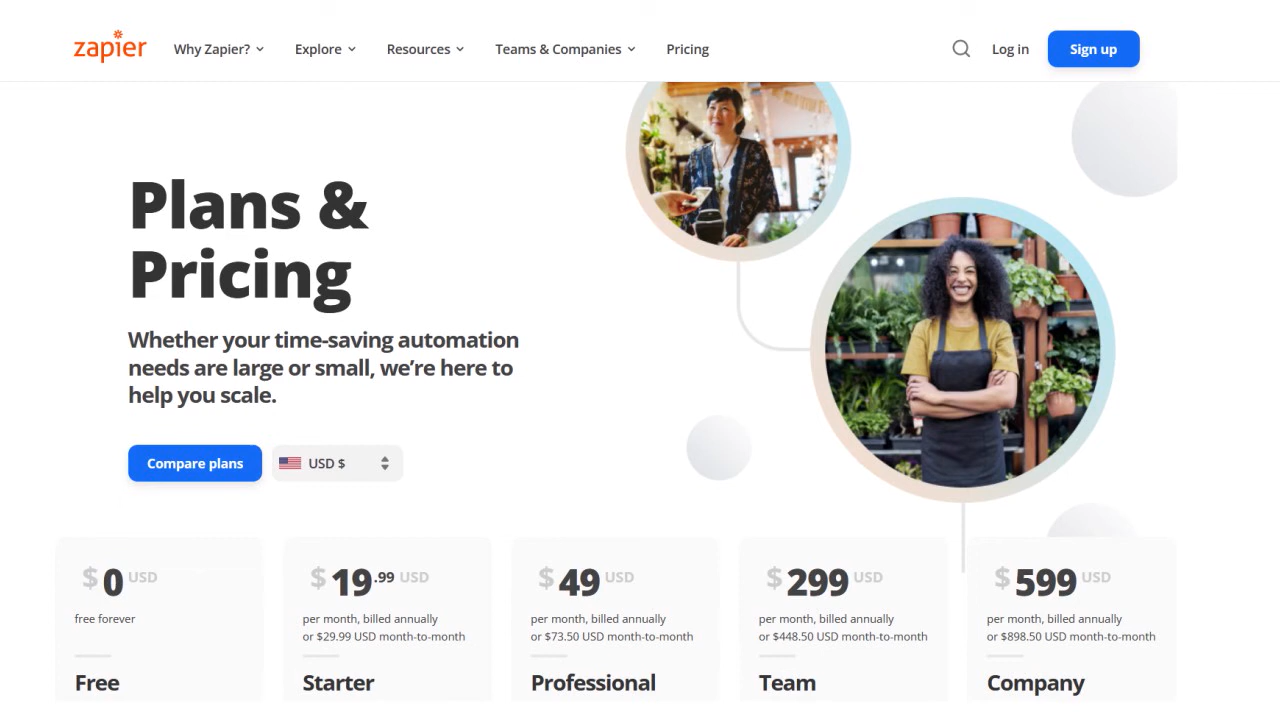 zapier
Why Zapier?
Explore
Resources
Teams & Companies
Pricing
Log in
Sign up
Plans &
Pricing
Whether your time-saving automation
needs are large or small, we’re here to
help you scale.
Compare plans
USD $
$0 USD
free forever
Free
$19.99 USD
per month, billed annually
or $29.99 USD month-to-month
Starter
$49 USD
per month, billed annually
or $73.50 USD month-to-month
Professional
$299 USD
per month, billed annually
or $448.50 USD month-to-month
Team
$599 USD
per month, billed annually
or $898.50 USD month-to-month
Company